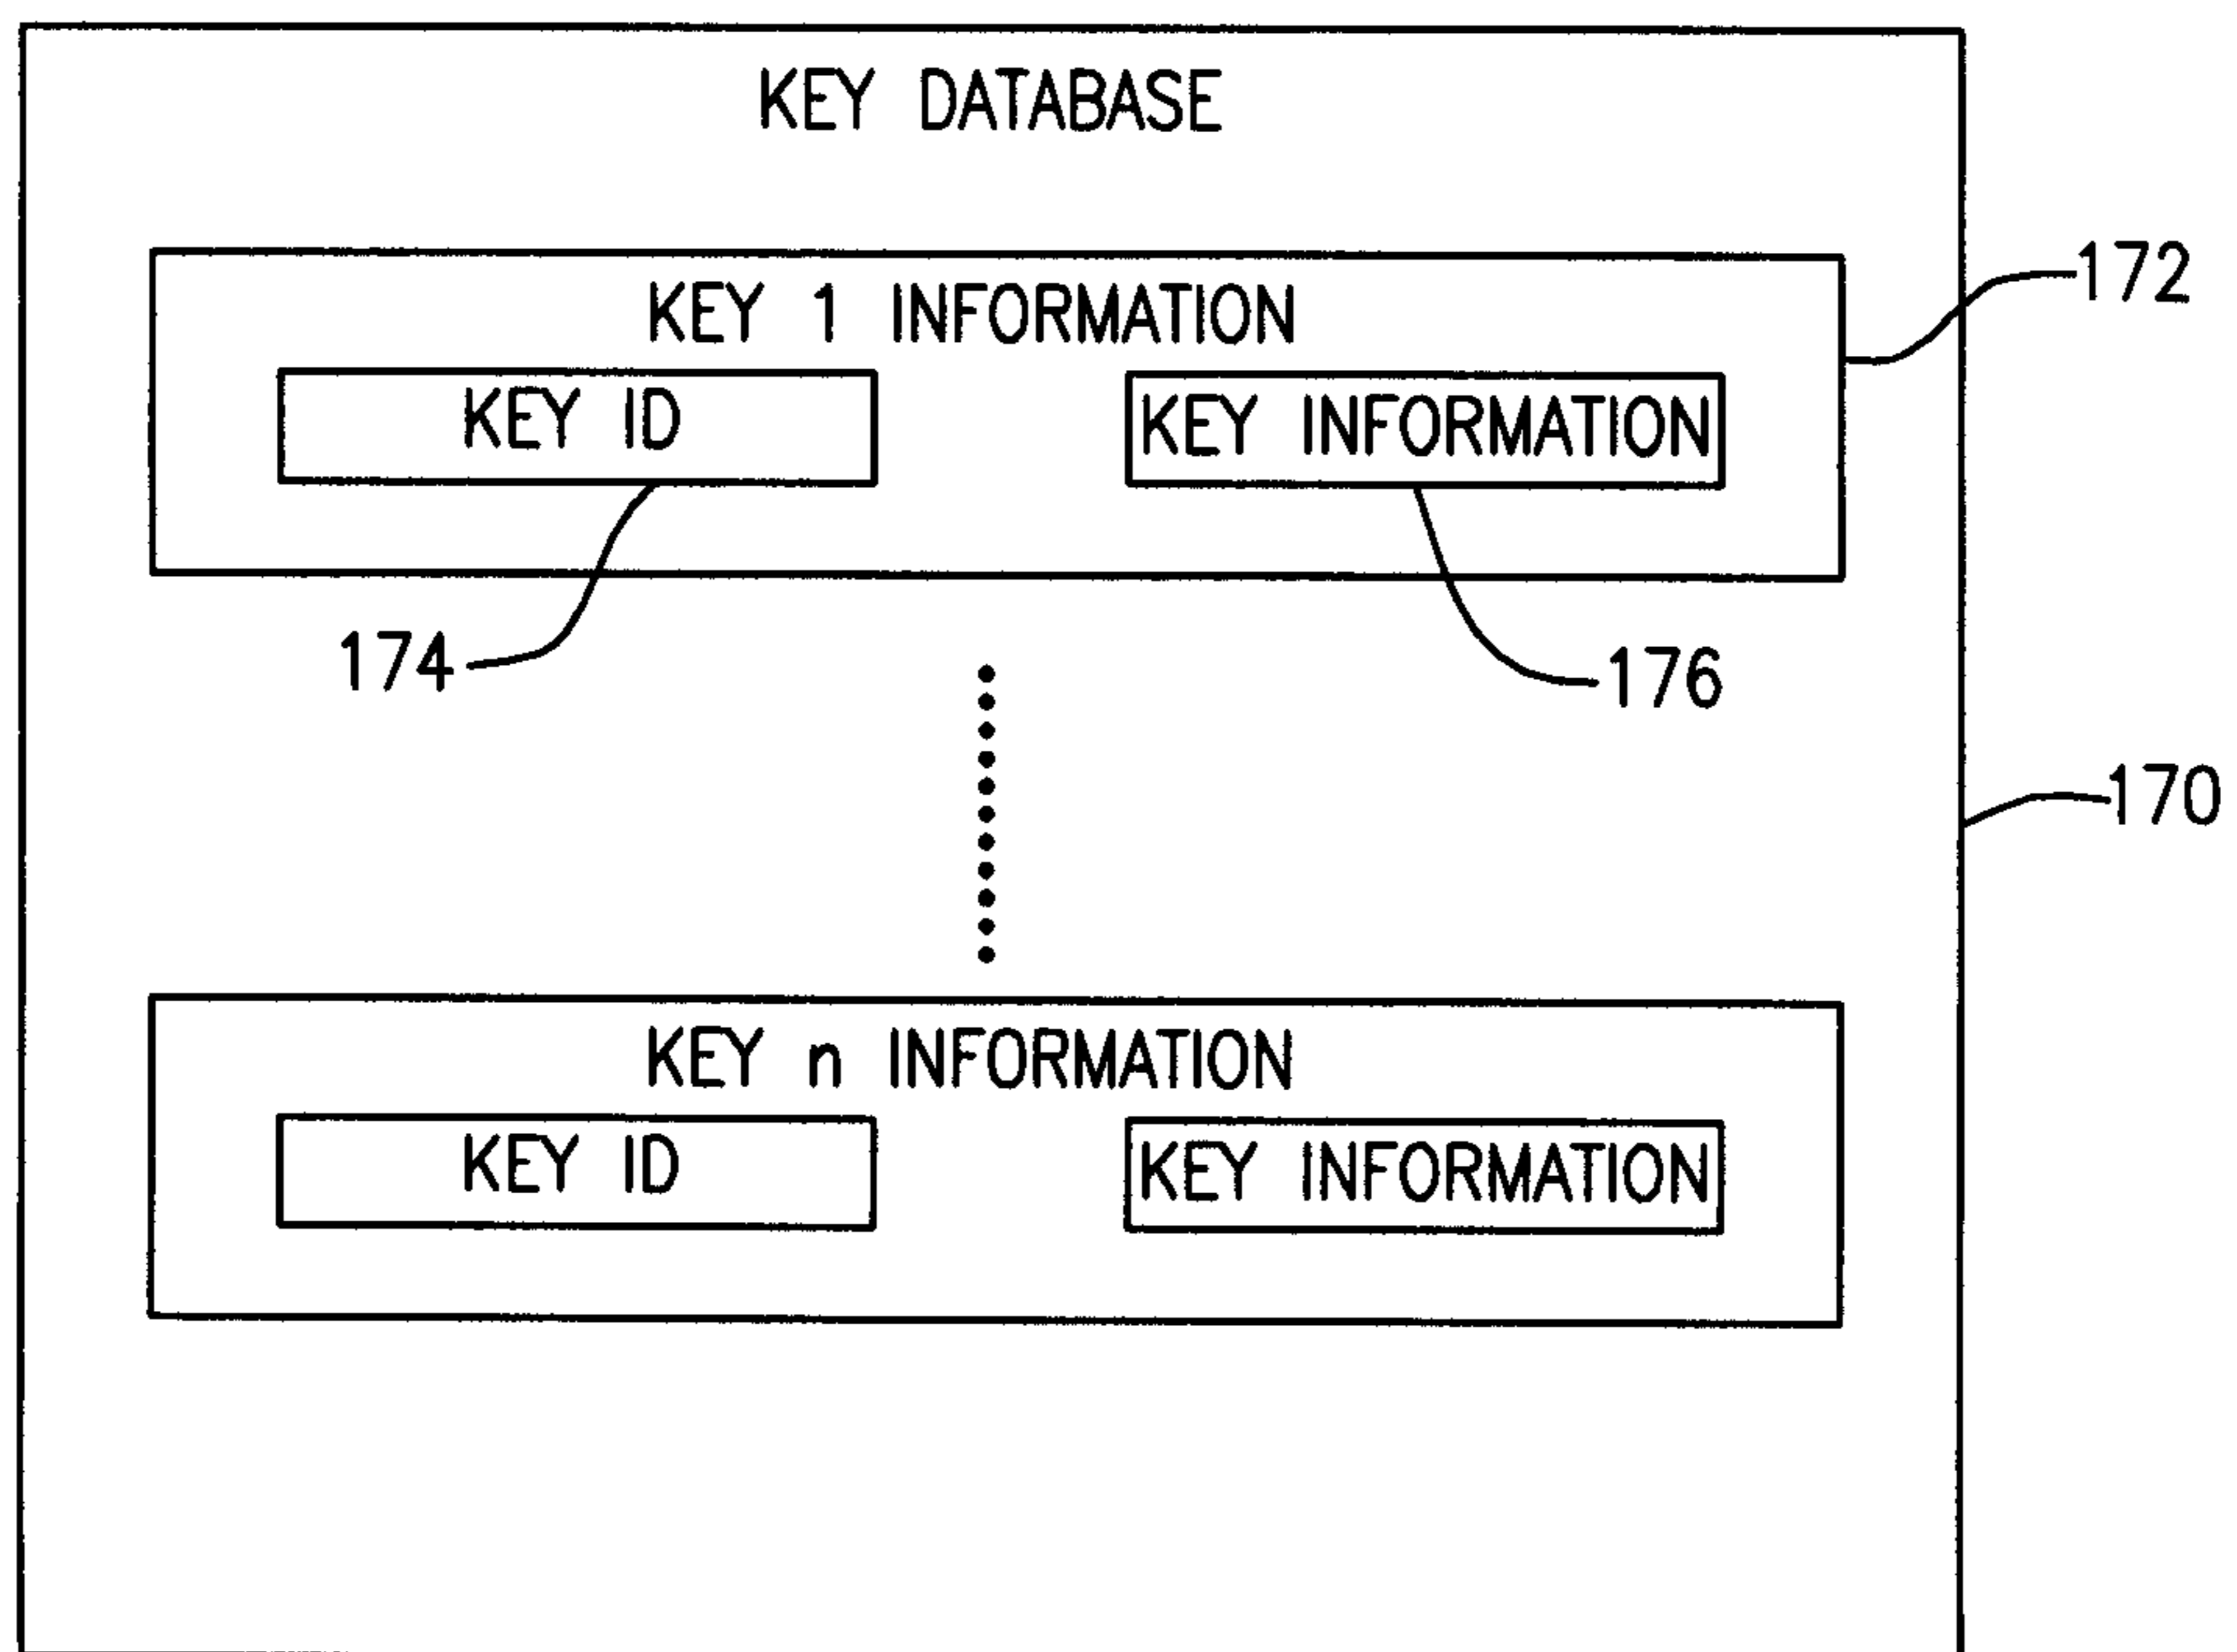 KEY DATABASE
172
KEY 1 INFORMATION
KEY ID
KEY INFORMATION
174
176
170
KEY n INFORMATION
KEY ID
KEY INFORMATION